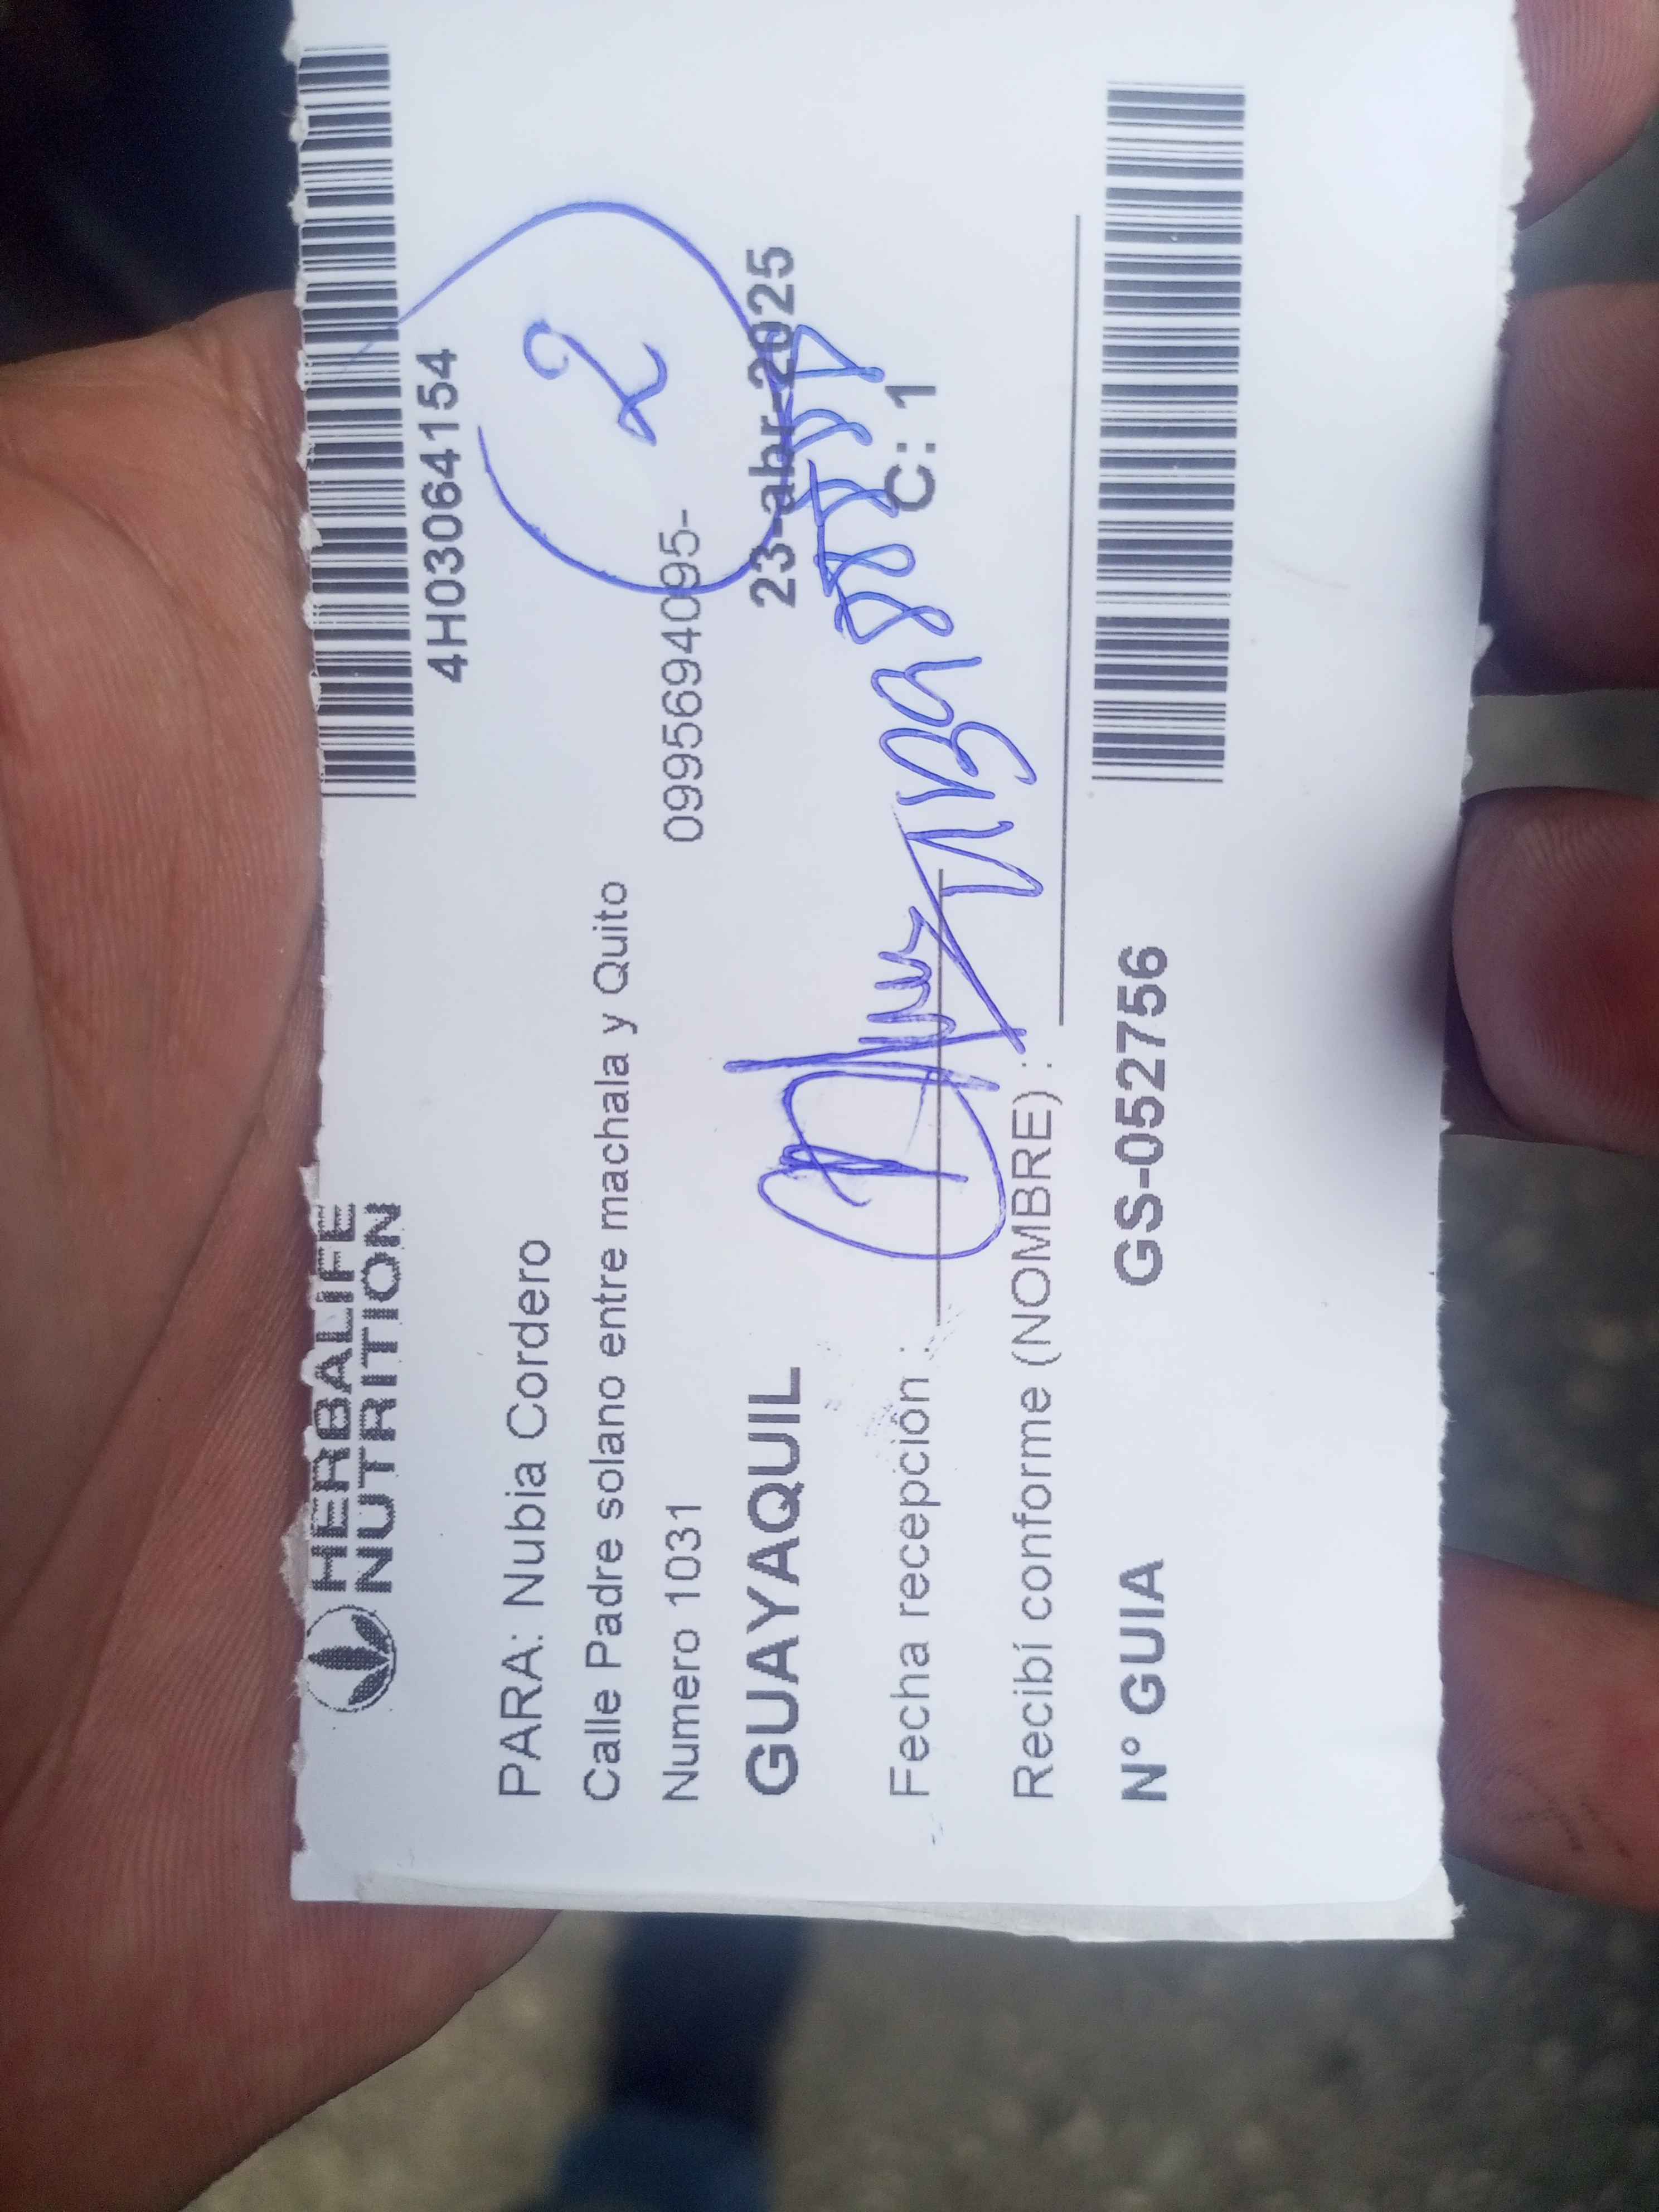 HERBALIFE
NUTRITION
4H03064154
PARA: Nubia Cordero
2
Calle Padre solano entre machala y Quito
Numero 1031
0995694095-
GUAYAQUIL
23-abr-2025
Fecha recepción :
C: 1
Recibí conforme (NOMBRE) :
N° GUIA
GS-052756